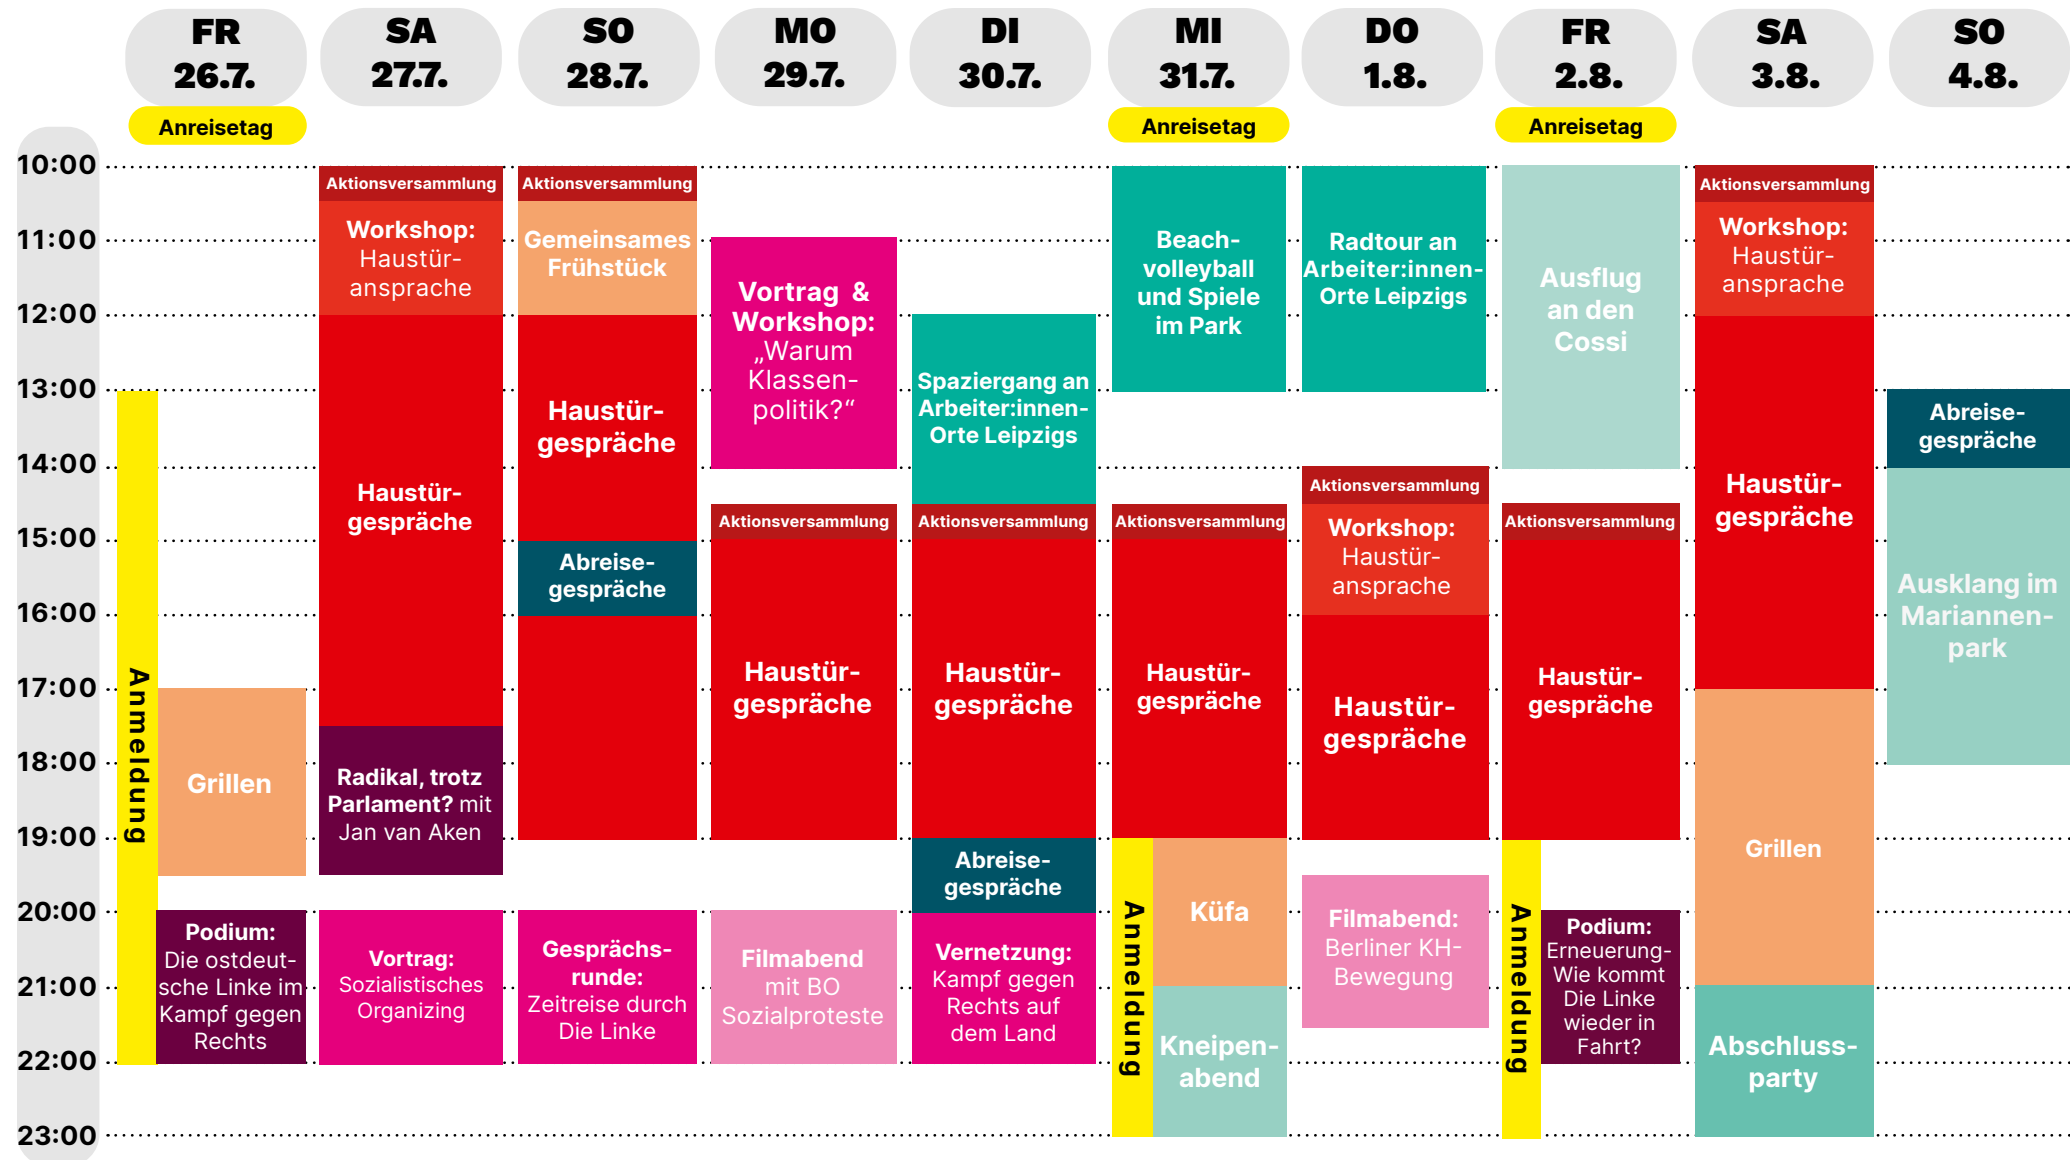 FR
26.7.
SA
27.7.
SO
28.7.
MO
29.7.
DI
30.7.
MI
31.7.
DO
1.8.
FR
2.8.
SA
3.8.
SO
4.8.
Anreisetag
Anreisetag
Anreisetag
10:00
11:00
12:00
13:00
14:00
15:00
16:00
17:00
18:00
19:00
20:00
21:00
22:00
23:00
Anmeldung
Grillen
Podium:
Die ostdeut-
sche Linke im
Kampf gegen
Rechts
Aktionsversammlung
Workshop:
Haustür-
ansprache
Haustür-
gespräche
Radikal, trotz
Parlament? mit
Jan van Aken
Vortrag:
Sozialistisches
Organizing
Aktionsversammlung
Gemeinsames
Frühstück
Haustür-
gespräche
Abreise-
gespräche
Gesprächs-
runde:
Zeitreise durch
Die Linke
Vortrag &
Workshop:
„Warum
Klassen-
politik?“
Aktionsversammlung
Haustür-
gespräche
Filmabend
mit BO
Sozialproteste
Spaziergang an
Arbeiter:innen-
Orte Leipzigs
Aktionsversammlung
Haustür-
gespräche
Abreise-
gespräche
Vernetzung:
Kampf gegen
Rechts auf
dem Land
Beach-
volleyball
und Spiele
im Park
Aktionsversammlung
Haustür-
gespräche
Anmeldung
Küfa
Kneipen-
abend
Radtour an
Arbeiter:innen-
Orte Leipzigs
Aktionsversammlung
Workshop:
Haustür-
ansprache
Haustür-
gespräche
Filmabend:
Berliner KH-
Bewegung
Ausflug
an den
Cossi
Aktionsversammlung
Haustür-
gespräche
Anmeldung
Podium:
Erneuerung-
Wie kommt
Die Linke
wieder in
Fahrt?
Aktionsversammlung
Workshop:
Haustür-
ansprache
Haustür-
gespräche
Grillen
Abschluss-
party
Abreise-
gespräche
Ausklang im
Mariannen-
park